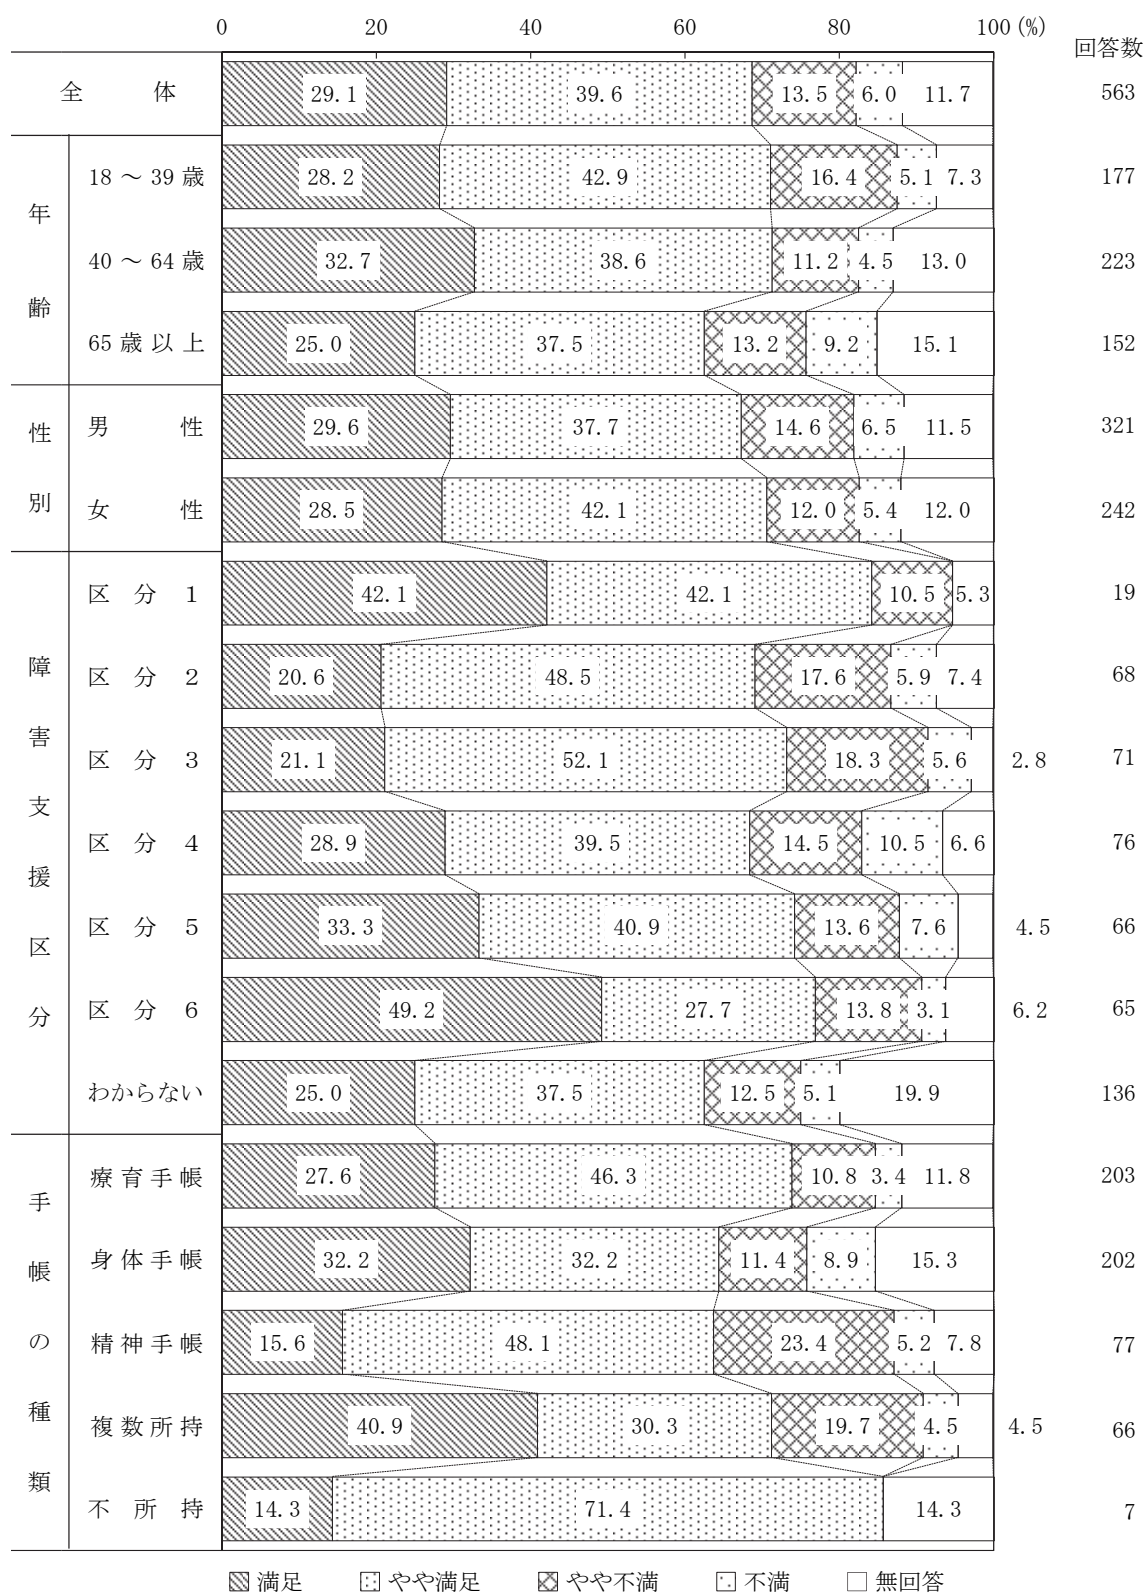 0 20 40 60 80 100 (%)
回答数
全体 29.1 39.6 13.5 6.0 11.7 563
年齢
18～39歳 28.2 42.9 16.4 5.1 7.3 177
40～64歳 32.7 38.6 11.2 4.5 13.0 223
65歳以上 25.0 37.5 13.2 9.2 15.1 152
性別
男性 29.6 37.7 14.6 6.5 11.5 321
女性 28.5 42.1 12.0 5.4 12.0 242
障害支援区分
区分1 42.1 42.1 10.5 5.3 19
区分2 20.6 48.5 17.6 5.9 7.4 68
区分3 21.1 52.1 18.3 5.6 2.8 71
区分4 28.9 39.5 14.5 10.5 6.6 76
区分5 33.3 40.9 13.6 7.6 4.5 66
区分6 49.2 27.7 13.8 3.1 6.2 65
わからない 25.0 37.5 12.5 5.1 19.9 136
手帳の種類
療育手帳 27.6 46.3 10.8 3.4 11.8 203
身体手帳 32.2 32.2 11.4 8.9 15.3 202
精神手帳 15.6 48.1 23.4 5.2 7.8 77
複数所持 40.9 30.3 19.7 4.5 4.5 66
不所持 14.3 71.4 14.3 7
満足 やや満足 やや不満 不満 無回答